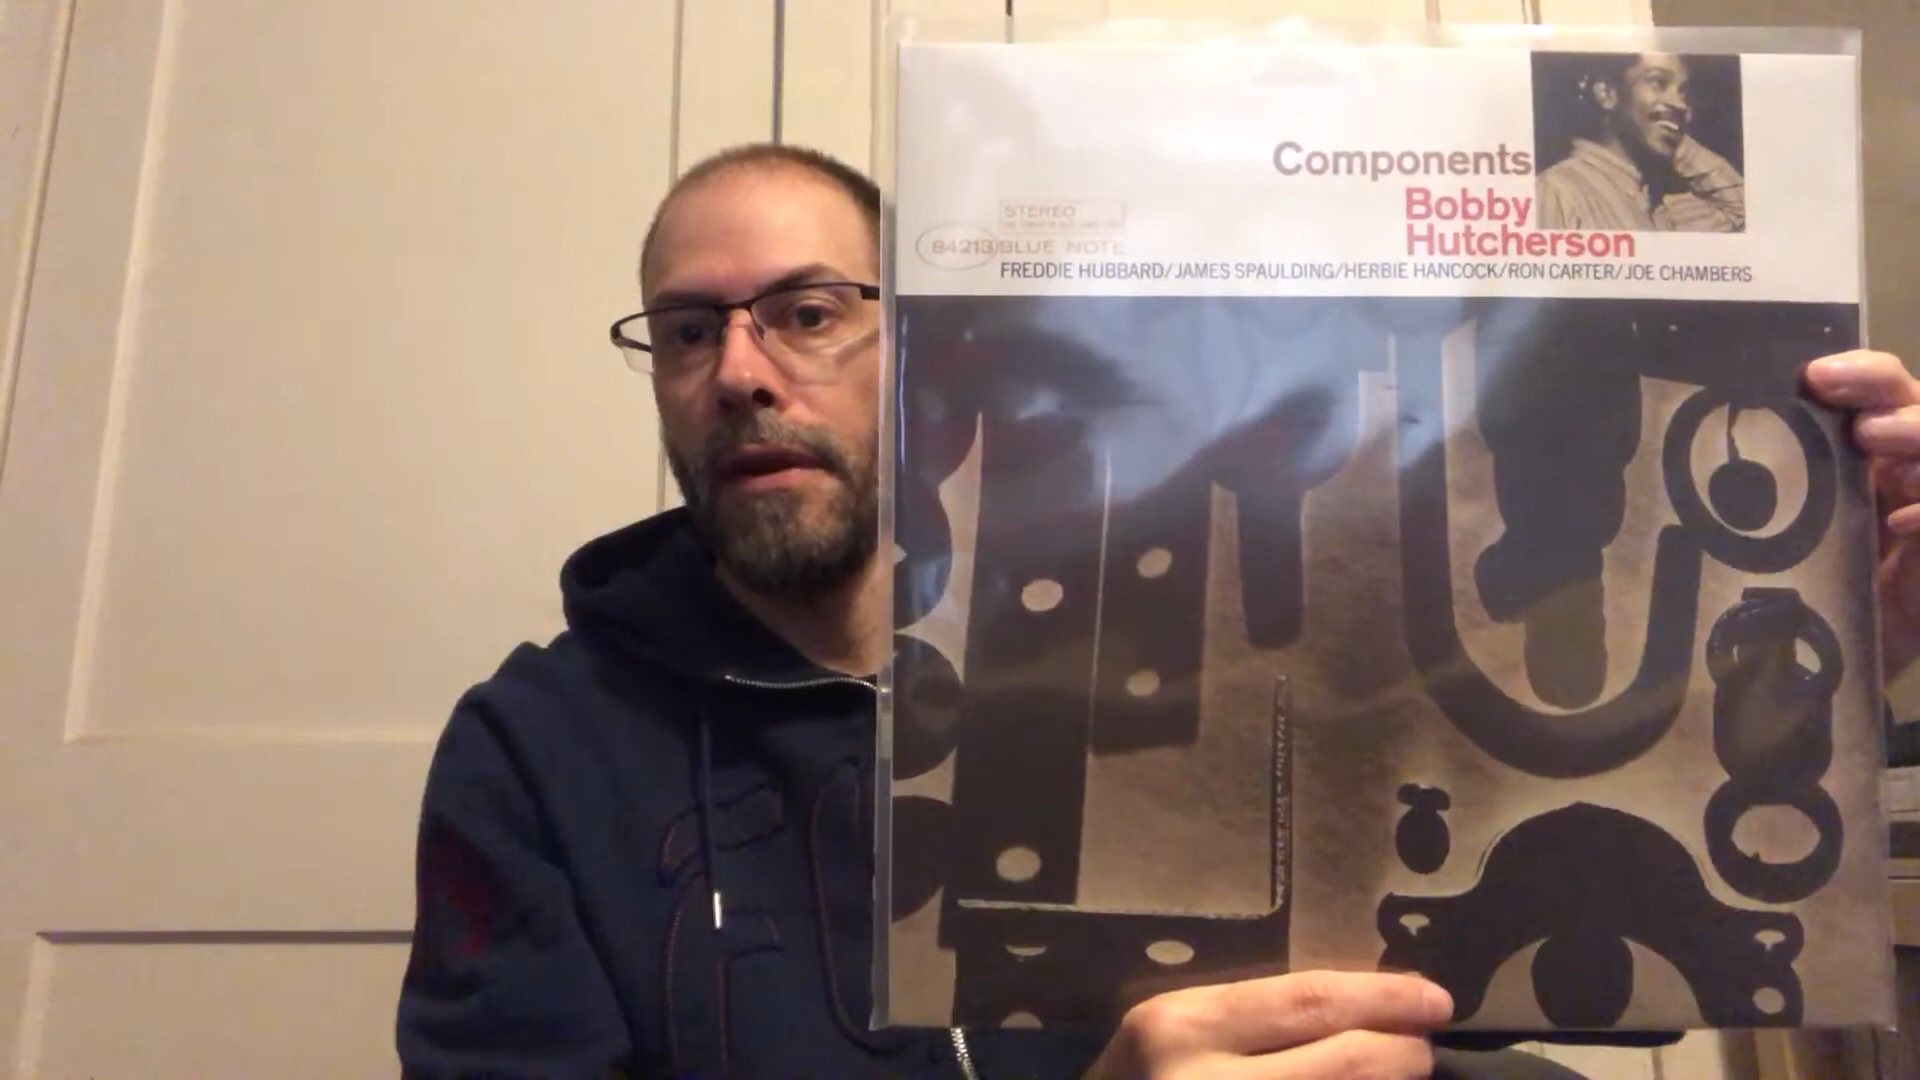 Components
Bobby
Hutcherson
STEREO
84213 BLUE NOTE
FREDDIE HUBBARD/JAMES SPAULDING/HERBIE HANCOCK/RON CARTER/JOE CHAMBERS